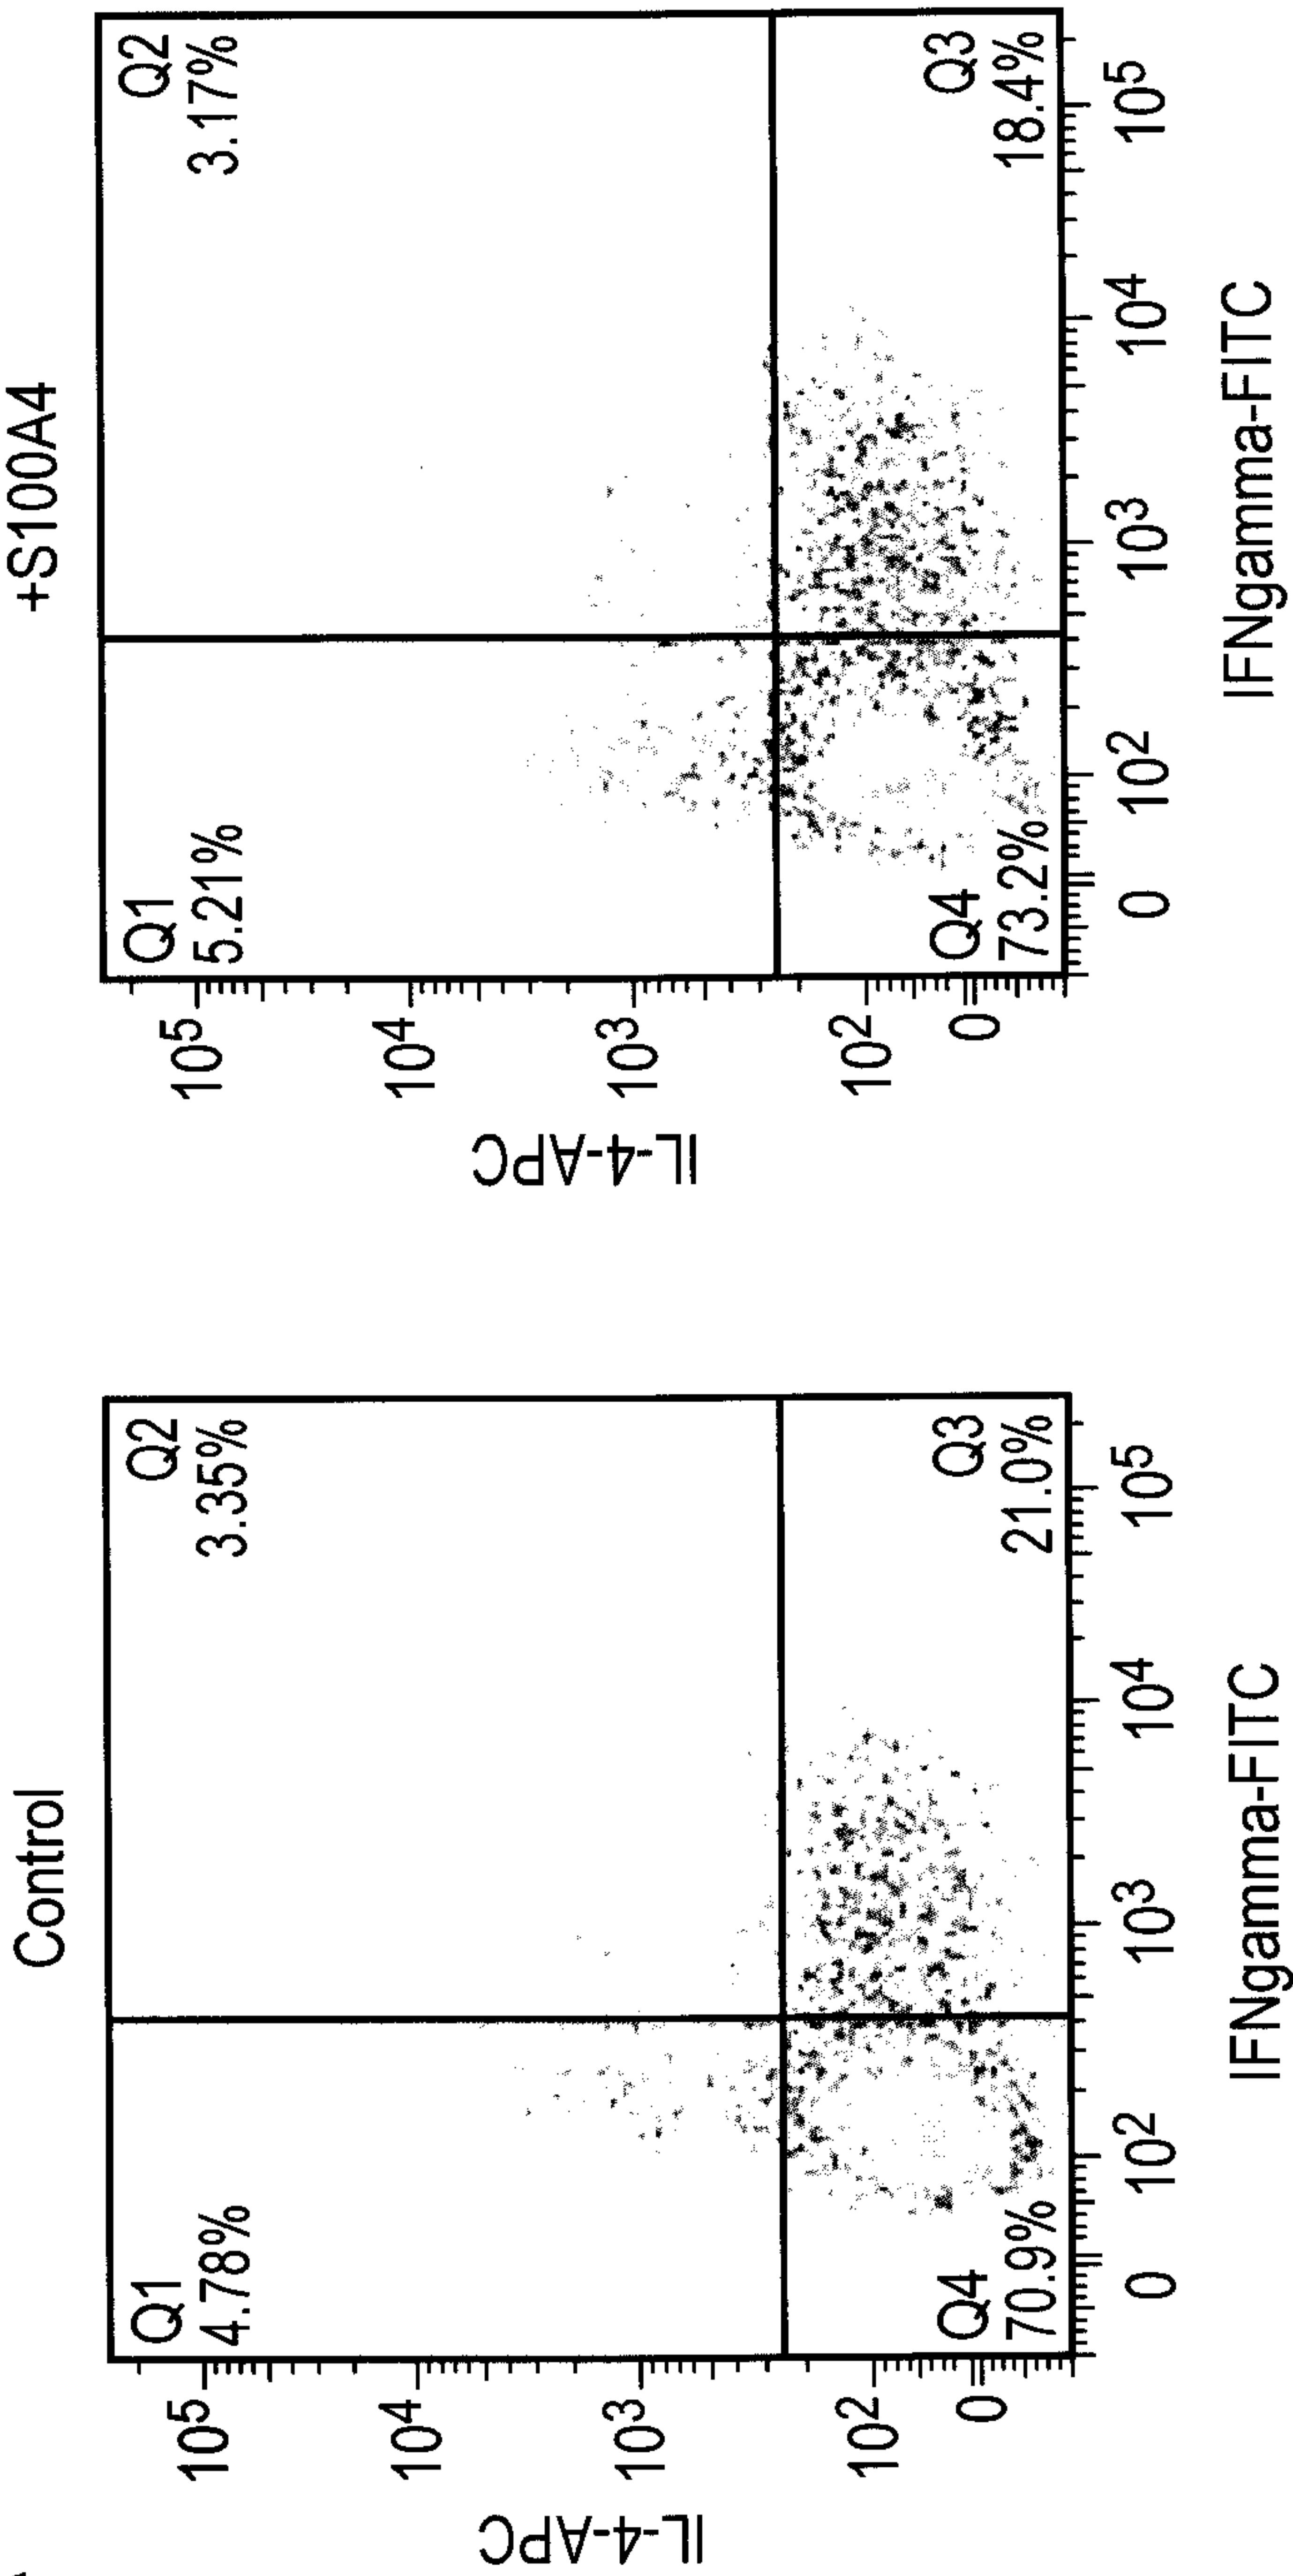 Control
Q1
4.78%
Q2
3.35%
Q4
70.9%
Q3
21.0%
10⁵
10⁴
10³
10²
0
IL-4-APC
0
10²
10³
10⁴
10⁵
IFNgamma-FITC
+S100A4
Q1
5.21%
Q2
3.17%
Q4
73.2%
Q3
18.4%
10⁵
10⁴
10³
10²
0
IL-4-APC
0
10²
10³
10⁴
10⁵
IFNgamma-FITC